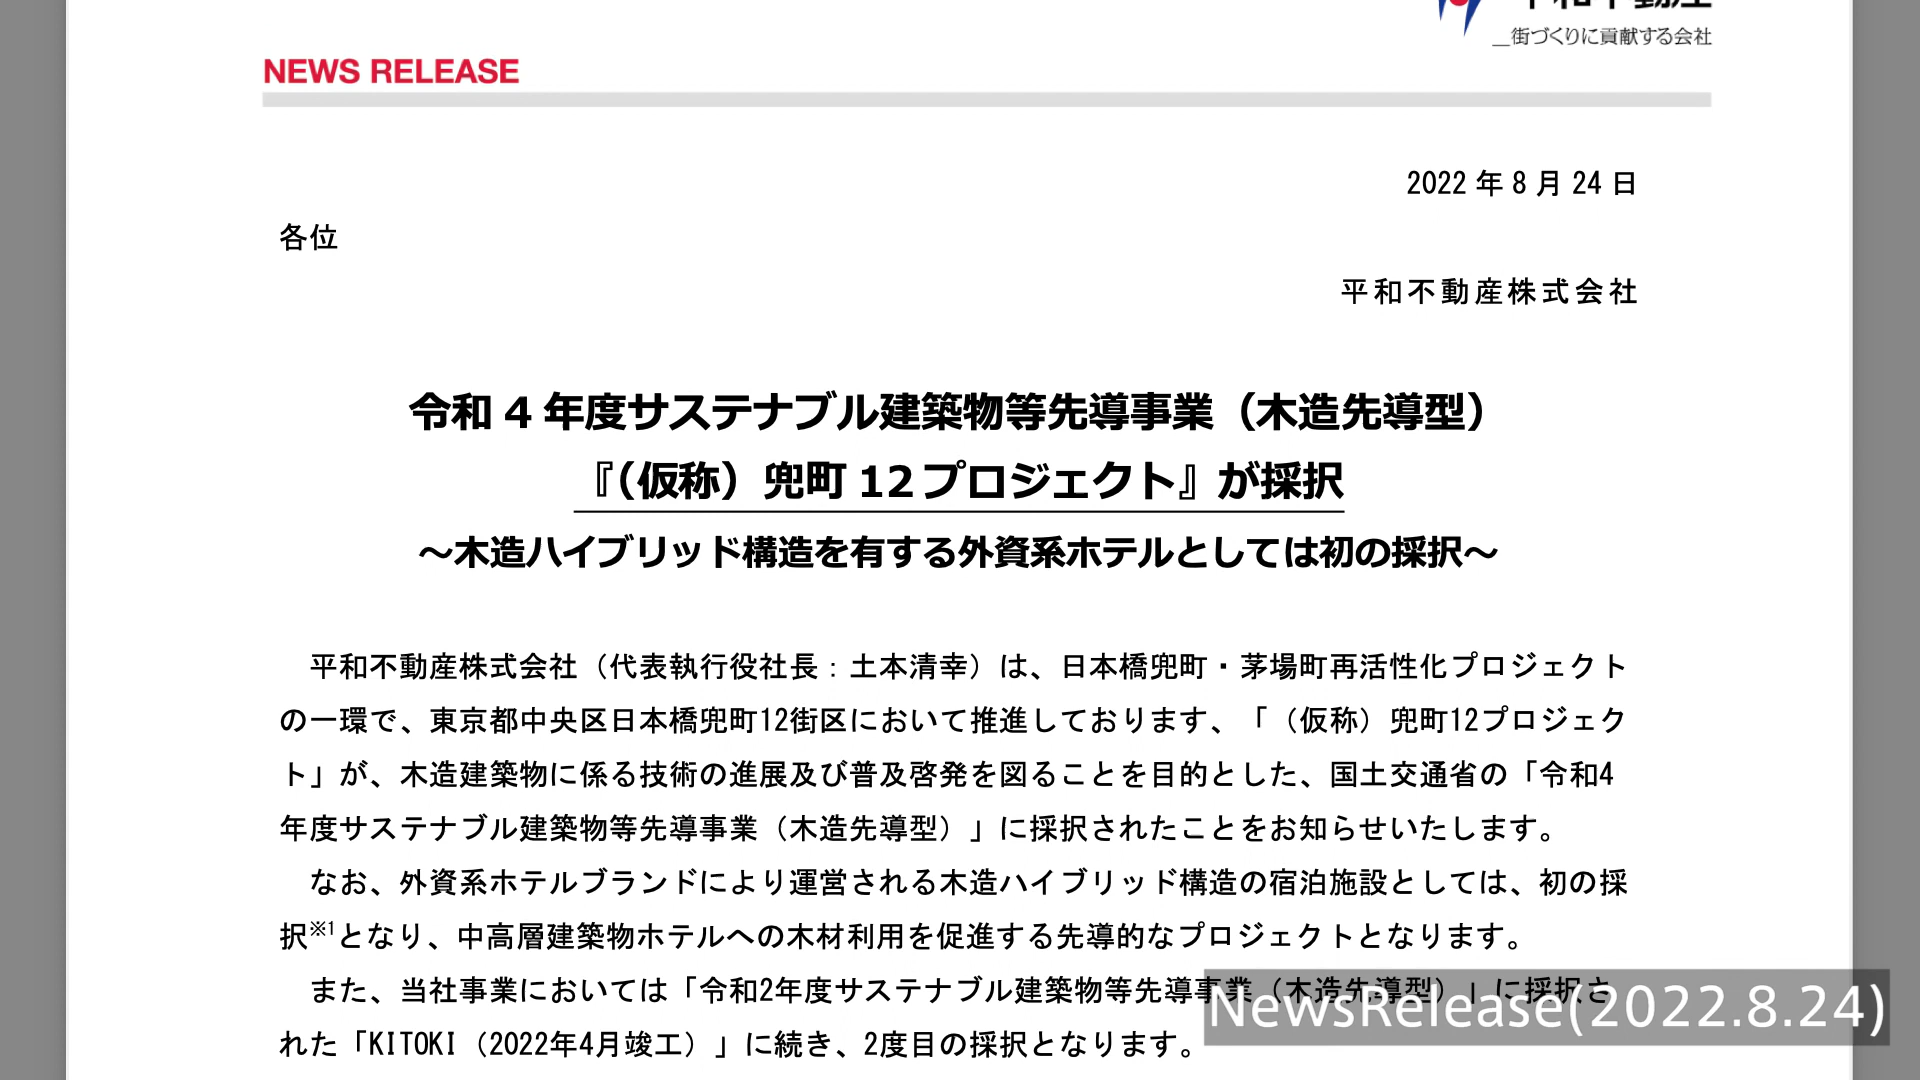 平和不動産
街づくりに貢献する会社
NEWS RELEASE
2022 年 8 月 24 日
各位
平和不動産株式会社
令和 4 年度サステナブル建築物等先導事業（木造先導型）
『（仮称）兜町 12 プロジェクト』が採択
～木造ハイブリッド構造を有する外資系ホテルとしては初の採択～
平和不動産株式会社（代表執行役社長：土本清幸）は、日本橋兜町・茅場町再活性化プロジェクト
の一環で、東京都中央区日本橋兜町12街区において推進しております、「（仮称）兜町12プロジェク
ト」が、木造建築物に係る技術の進展及び普及啓発を図ることを目的とした、国土交通省の「令和4
年度サステナブル建築物等先導事業（木造先導型）」に採択されたことをお知らせいたします。
なお、外資系ホテルブランドにより運営される木造ハイブリッド構造の宿泊施設としては、初の採
択※1となり、中高層建築物ホテルへの木材利用を促進する先導的なプロジェクトとなります。
また、当社事業においては「令和2年度サステナブル建築物等先導事業（木造先導型）」に採択さ
れた「KITOKI（2022年4月竣工）」に続き、2度目の採択となります。
NewsRelease(2022.8.24)